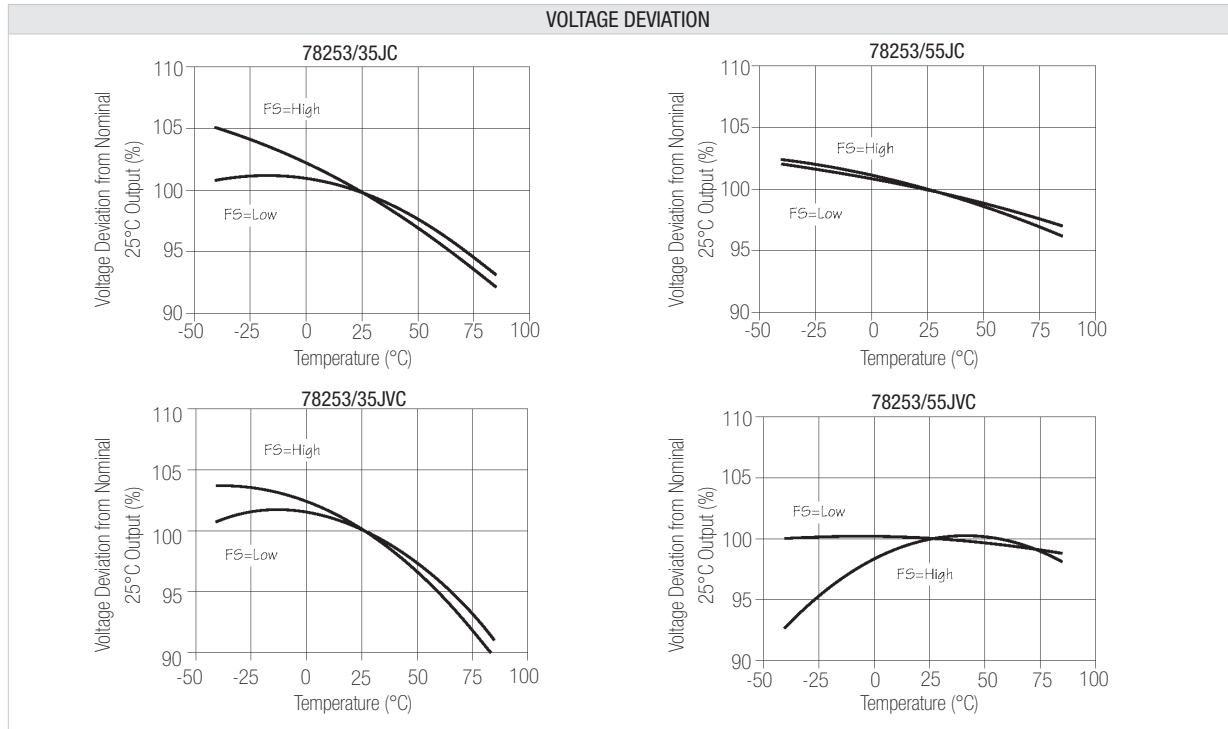 VOLTAGE DEVIATION
78253/35JC
110
105
100
95
90
-50
-25
0
25
50
75
100
FS=High
FS=Low
Voltage Deviation from Nominal
25°C Output (%)
Temperature (°C)
78253/55JC
110
105
100
95
90
-50
-25
0
25
50
75
100
FS=High
FS=Low
Voltage Deviation from Nominal
25°C Output (%)
Temperature (°C)
78253/35JVC
110
105
100
95
90
-50
-25
0
25
50
75
100
FS=High
FS=Low
Voltage Deviation from Nominal
25°C Output (%)
Temperature (°C)
78253/55JVC
110
105
100
95
90
-50
-25
0
25
50
75
100
FS=Low
FS=High
Voltage Deviation from Nominal
25°C Output (%)
Temperature (°C)